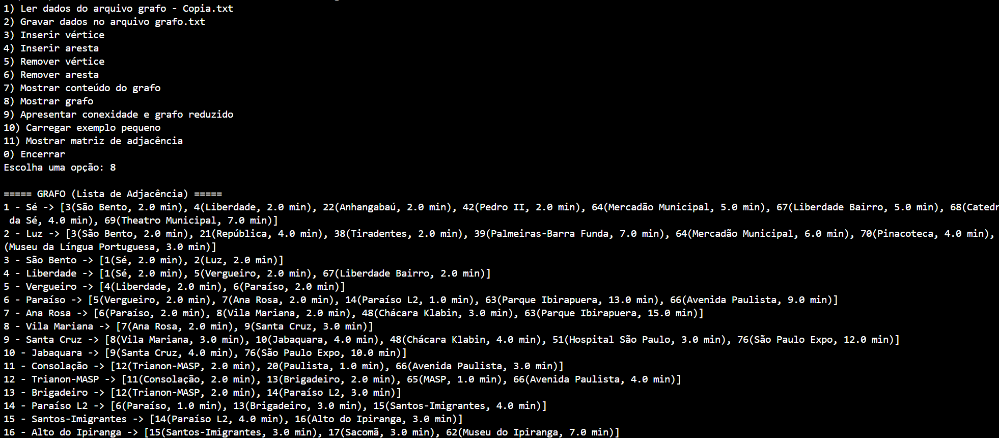 1) Ler dados do arquivo grafo - Copia.txt
2) Gravar dados no arquivo grafo.txt
3) Inserir vértice
4) Inserir aresta
5) Remover vértice
6) Remover aresta
7) Mostrar conteúdo do grafo
8) Mostrar grafo
9) Apresentar conexidade e grafo reduzido
10) Carregar exemplo pequeno
11) Mostrar matriz de adjacência
0) Encerrar
Escolha uma opção: 8
===== GRAFO (Lista de Adjacência) =====
1 - Sé -> [3(São Bento, 2.0 min), 4(Liberdade, 2.0 min), 22(Anhangabaú, 2.0 min), 42(Pedro II, 2.0 min), 64(Mercadão Municipal, 5.0 min), 67(Liberdade Bairro, 5.0 min), 68(Catedr
da Sé, 4.0 min), 69(Theatro Municipal, 7.0 min)]
2 - Luz -> [3(São Bento, 2.0 min), 21(República, 4.0 min), 38(Tiradentes, 2.0 min), 39(Palmeiras-Barra Funda, 7.0 min), 64(Mercadão Municipal, 6.0 min), 70(Pinacoteca, 4.0 min),
(Museu da Língua Portuguesa, 3.0 min)]
3 - São Bento -> [1(Sé, 2.0 min), 2(Luz, 2.0 min)]
4 - Liberdade -> [1(Sé, 2.0 min), 5(Vergueiro, 2.0 min), 67(Liberdade Bairro, 2.0 min)]
5 - Vergueiro -> [4(Liberdade, 2.0 min), 6(Paraíso, 2.0 min)]
6 - Paraíso -> [5(Vergueiro, 2.0 min), 7(Ana Rosa, 2.0 min), 14(Paraíso L2, 1.0 min), 63(Parque Ibirapuera, 13.0 min), 66(Avenida Paulista, 9.0 min)]
7 - Ana Rosa -> [6(Paraíso, 2.0 min), 8(Vila Mariana, 2.0 min), 48(Chácara Klabin, 3.0 min), 63(Parque Ibirapuera, 15.0 min)]
8 - Vila Mariana -> [7(Ana Rosa, 2.0 min), 9(Santa Cruz, 3.0 min)]
9 - Santa Cruz -> [8(Vila Mariana, 3.0 min), 10(Jabaquara, 4.0 min), 48(Chácara Klabin, 4.0 min), 51(Hospital São Paulo, 3.0 min), 76(São Paulo Expo, 12.0 min)]
10 - Jabaquara -> [9(Santa Cruz, 4.0 min), 76(São Paulo Expo, 10.0 min)]
11 - Consolação -> [12(Trianon-MASP, 2.0 min), 20(Paulista, 1.0 min), 66(Avenida Paulista, 3.0 min)]
12 - Trianon-MASP -> [11(Consolação, 2.0 min), 13(Brigadeiro, 2.0 min), 65(MASP, 1.0 min), 66(Avenida Paulista, 4.0 min)]
13 - Brigadeiro -> [12(Trianon-MASP, 2.0 min), 14(Paraíso L2, 3.0 min)]
14 - Paraíso L2 -> [6(Paraíso, 1.0 min), 13(Brigadeiro, 3.0 min), 15(Santos-Imigrantes, 4.0 min)]
15 - Santos-Imigrantes -> [14(Paraíso L2, 4.0 min), 16(Alto do Ipiranga, 3.0 min)]
16 - Alto do Ipiranga -> [15(Santos-Imigrantes, 3.0 min), 17(Sacomã, 3.0 min), 62(Museu do Ipiranga, 7.0 min)]